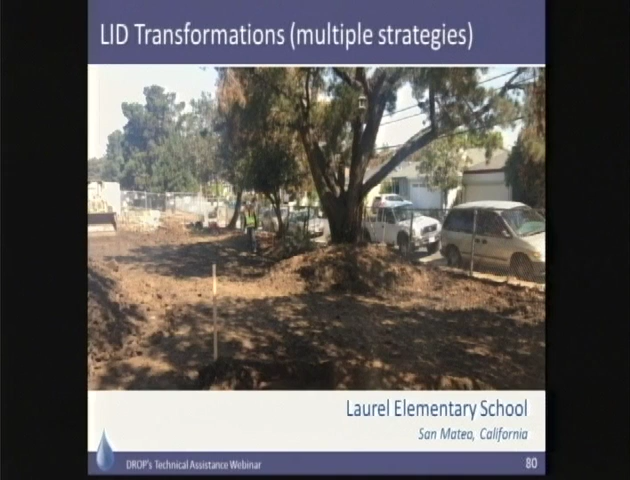 LID Transformations (multiple strategies)
Laurel Elementary School
San Mateo, California
DROP's Technical Assistance Webinar
80